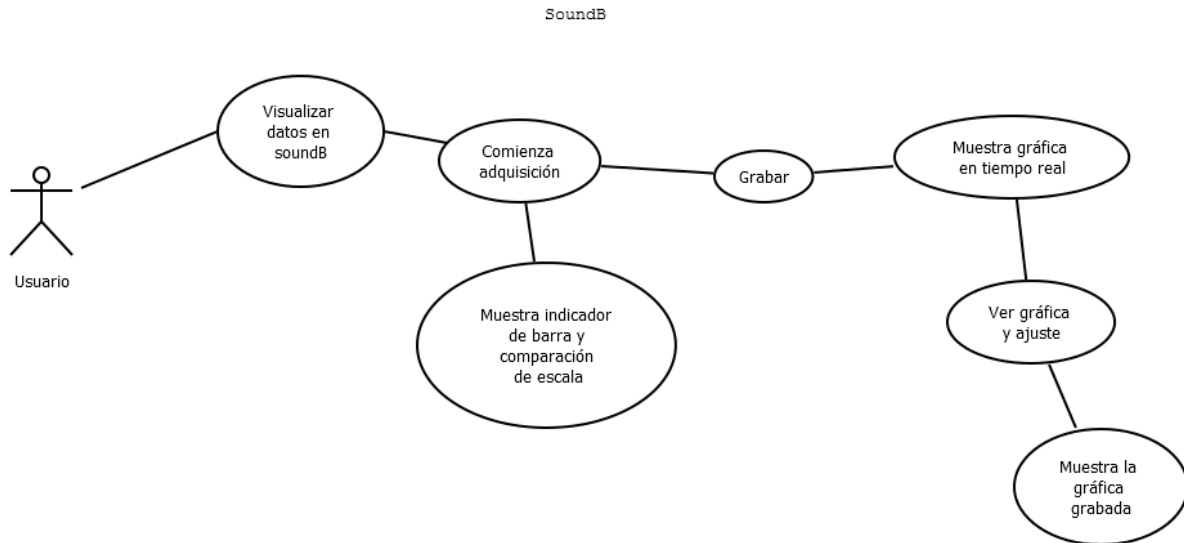 SoundB
Visualizar
datos en
soundB
Comienza
adquisición
Grabar
Muestra gráfica
en tiempo real
Usuario
Muestra indicador
de barra y
comparación
de escala
Ver gráfica
y ajuste
Muestra la
gráfica
grabada